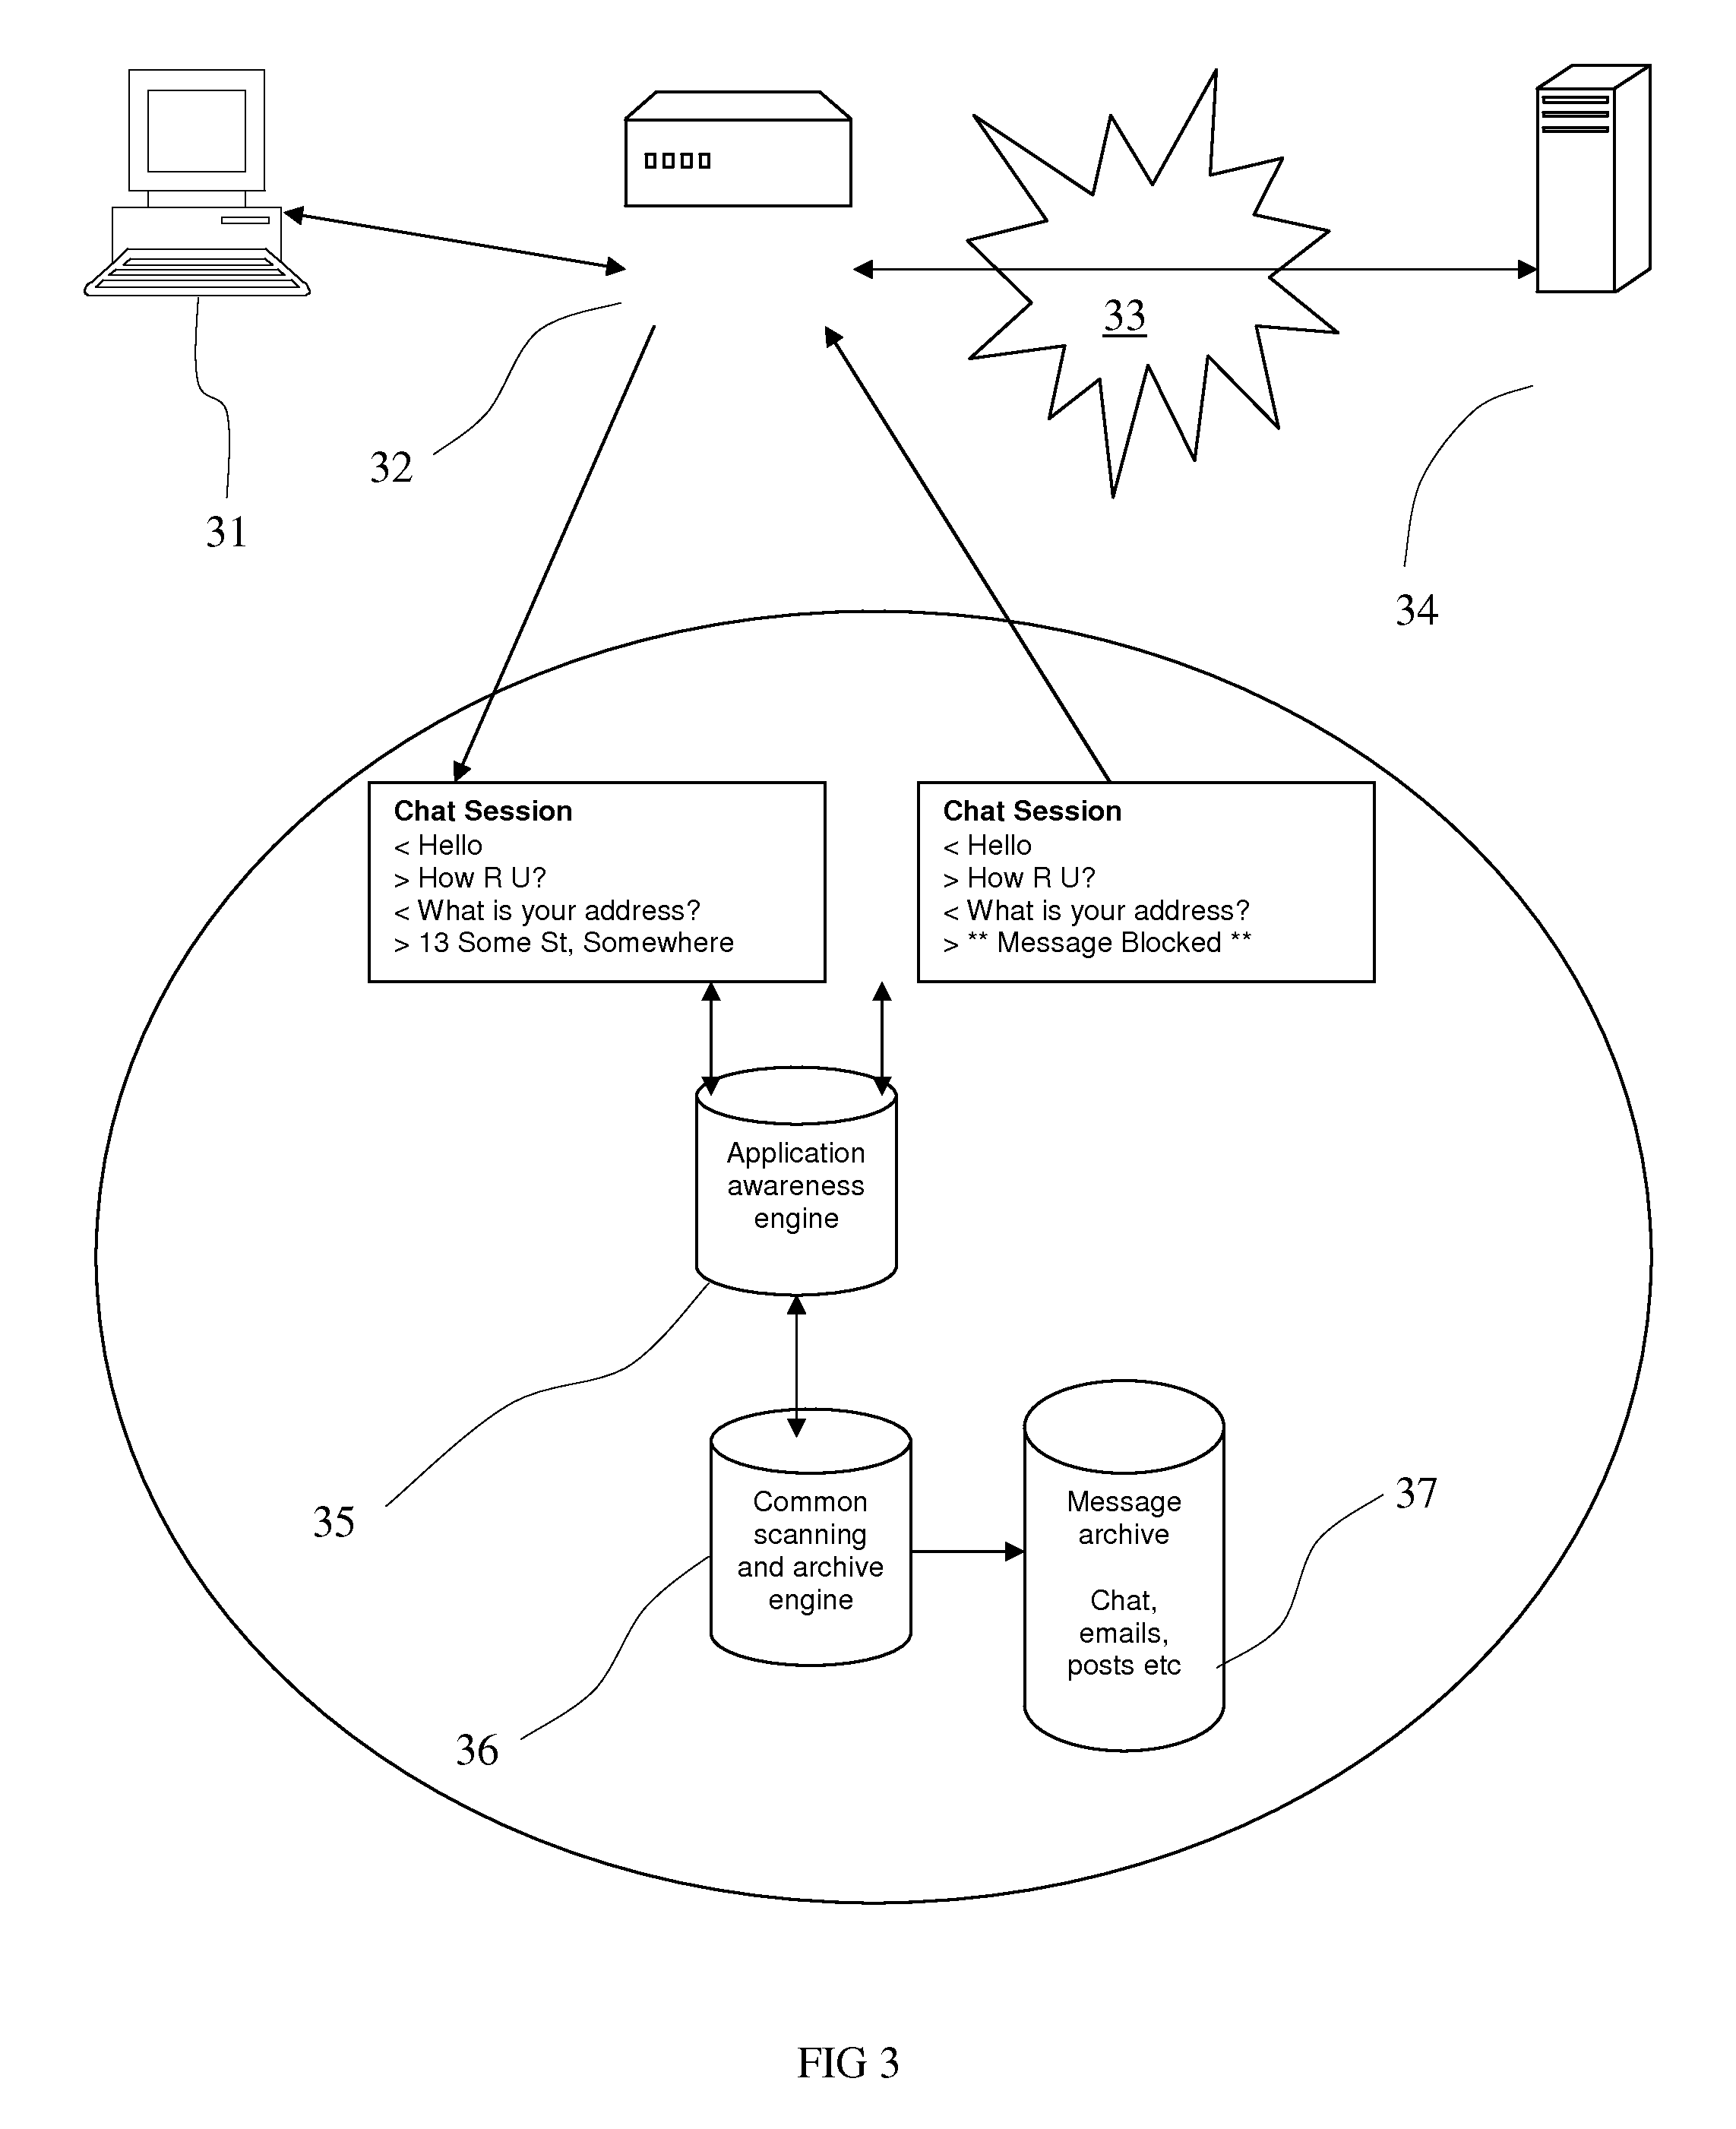 33
32
31
34
Chat Session
< Hello
> How R U?
< What is your address?
> 13 Some St, Somewhere
Chat Session
< Hello
> How R U?
< What is your address?
> ** Message Blocked **
Application
awareness
engine
35
Common
scanning
and archive
engine
Message
archive
Chat,
emails,
posts etc
37
36
FIG 3